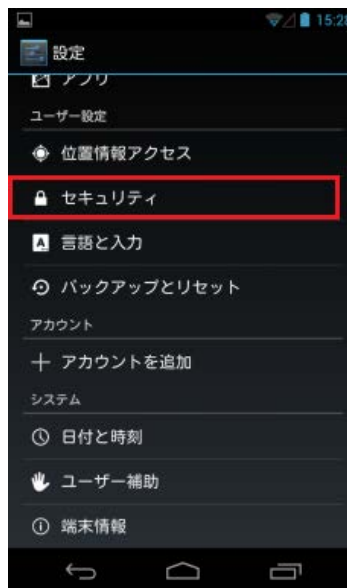 15:28
設定
アプリ
ユーザー設定
位置情報アクセス
セキュリティ
A 言語と入力
バックアップとリセット
アカウント
アカウントを追加
システム
日付と時刻
ユーザー補助
端末情報